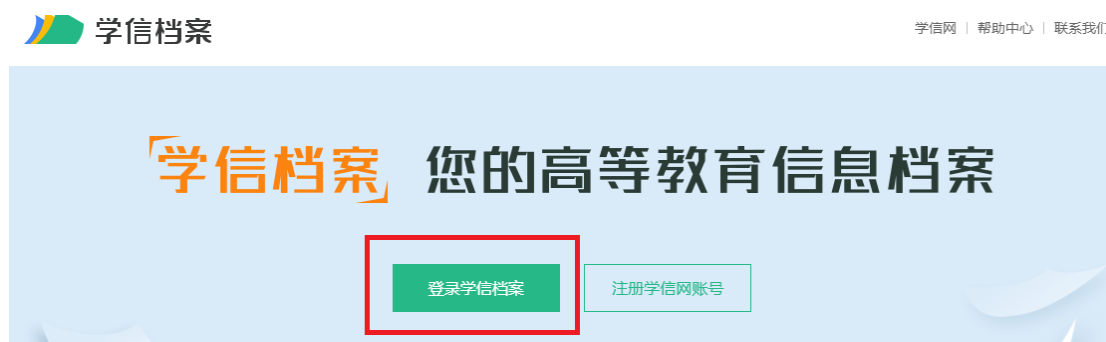 学信档案
学信网 | 帮助中心 | 联系我们
学信档案 您的高等教育信息档案
登录学信档案
注册学信网账号